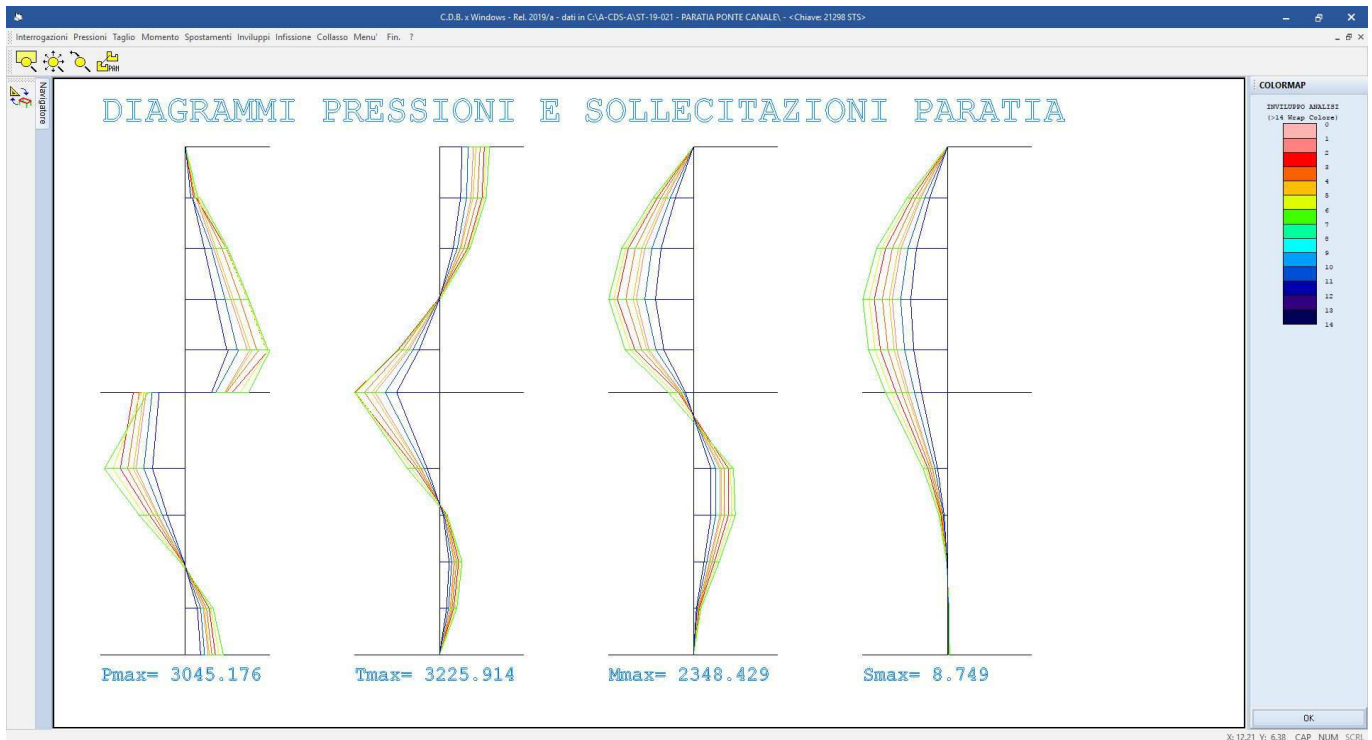 C.D.B. x Windows - Rel. 2019/a - dati in C:\A-CDS-A\ST-19-021 - PARATIA PONTE CANALE\ - <Chiave: 21298 STS>
Interrogazioni Pressioni Taglio Momento Spostamenti Inviluppi Infissione Collasso Menu' Fin. ?
PAN
Navigatore
DIAGRAMMI PRESSIONI E SOLLECITAZIONI PARATIA
Pmax= 3045.176
Tmax= 3225.914
Mmax= 2348.429
Smax= 8.749
COLORMAP
INVILUPPO ANALISI
(>14 Wrap Colore)
0
1
2
3
4
5
6
7
8
9
10
11
12
13
14
OK
X: 12.21 Y: 6.38 CAP NUM SCRL